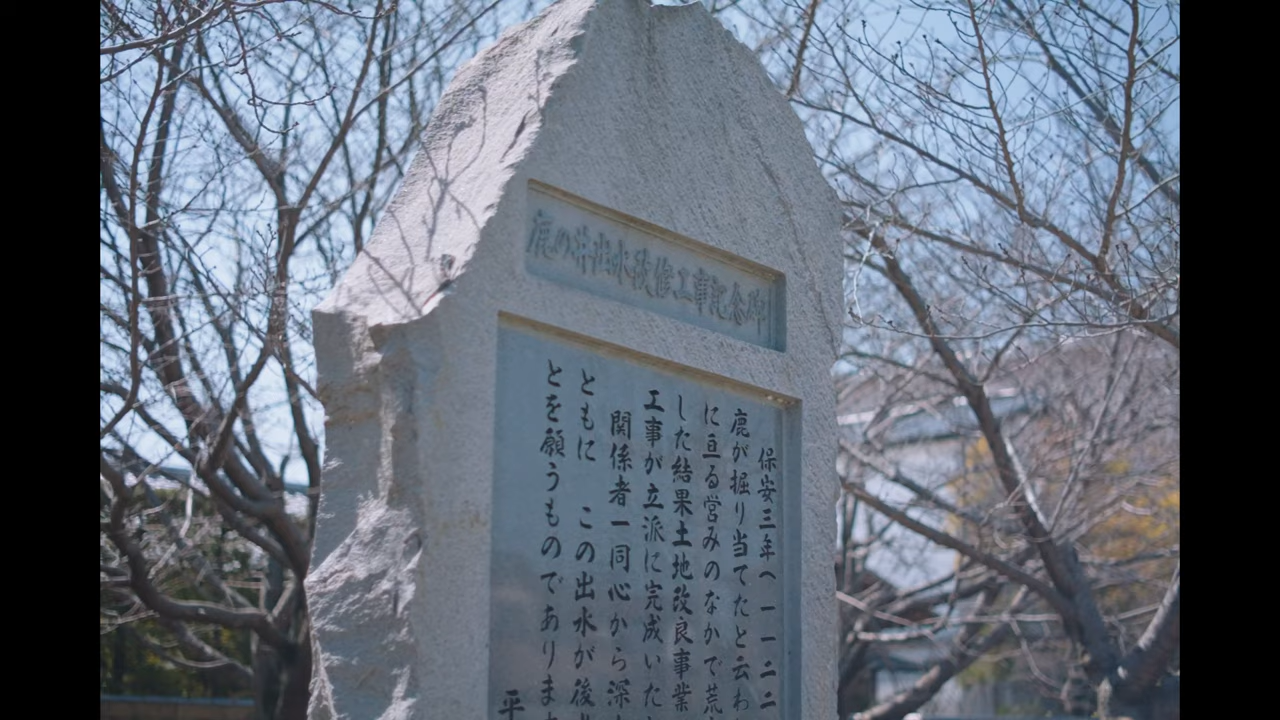 鹿の井出水改修工事記念碑
保安三年へ一一二二
鹿が掘り当てたと云わ
に亘る営みのなかで荒
した結果土地改良事業
工事が立派に完成いた
関係者一同心から深
ともに この出水が後
とを願うものでありま
平